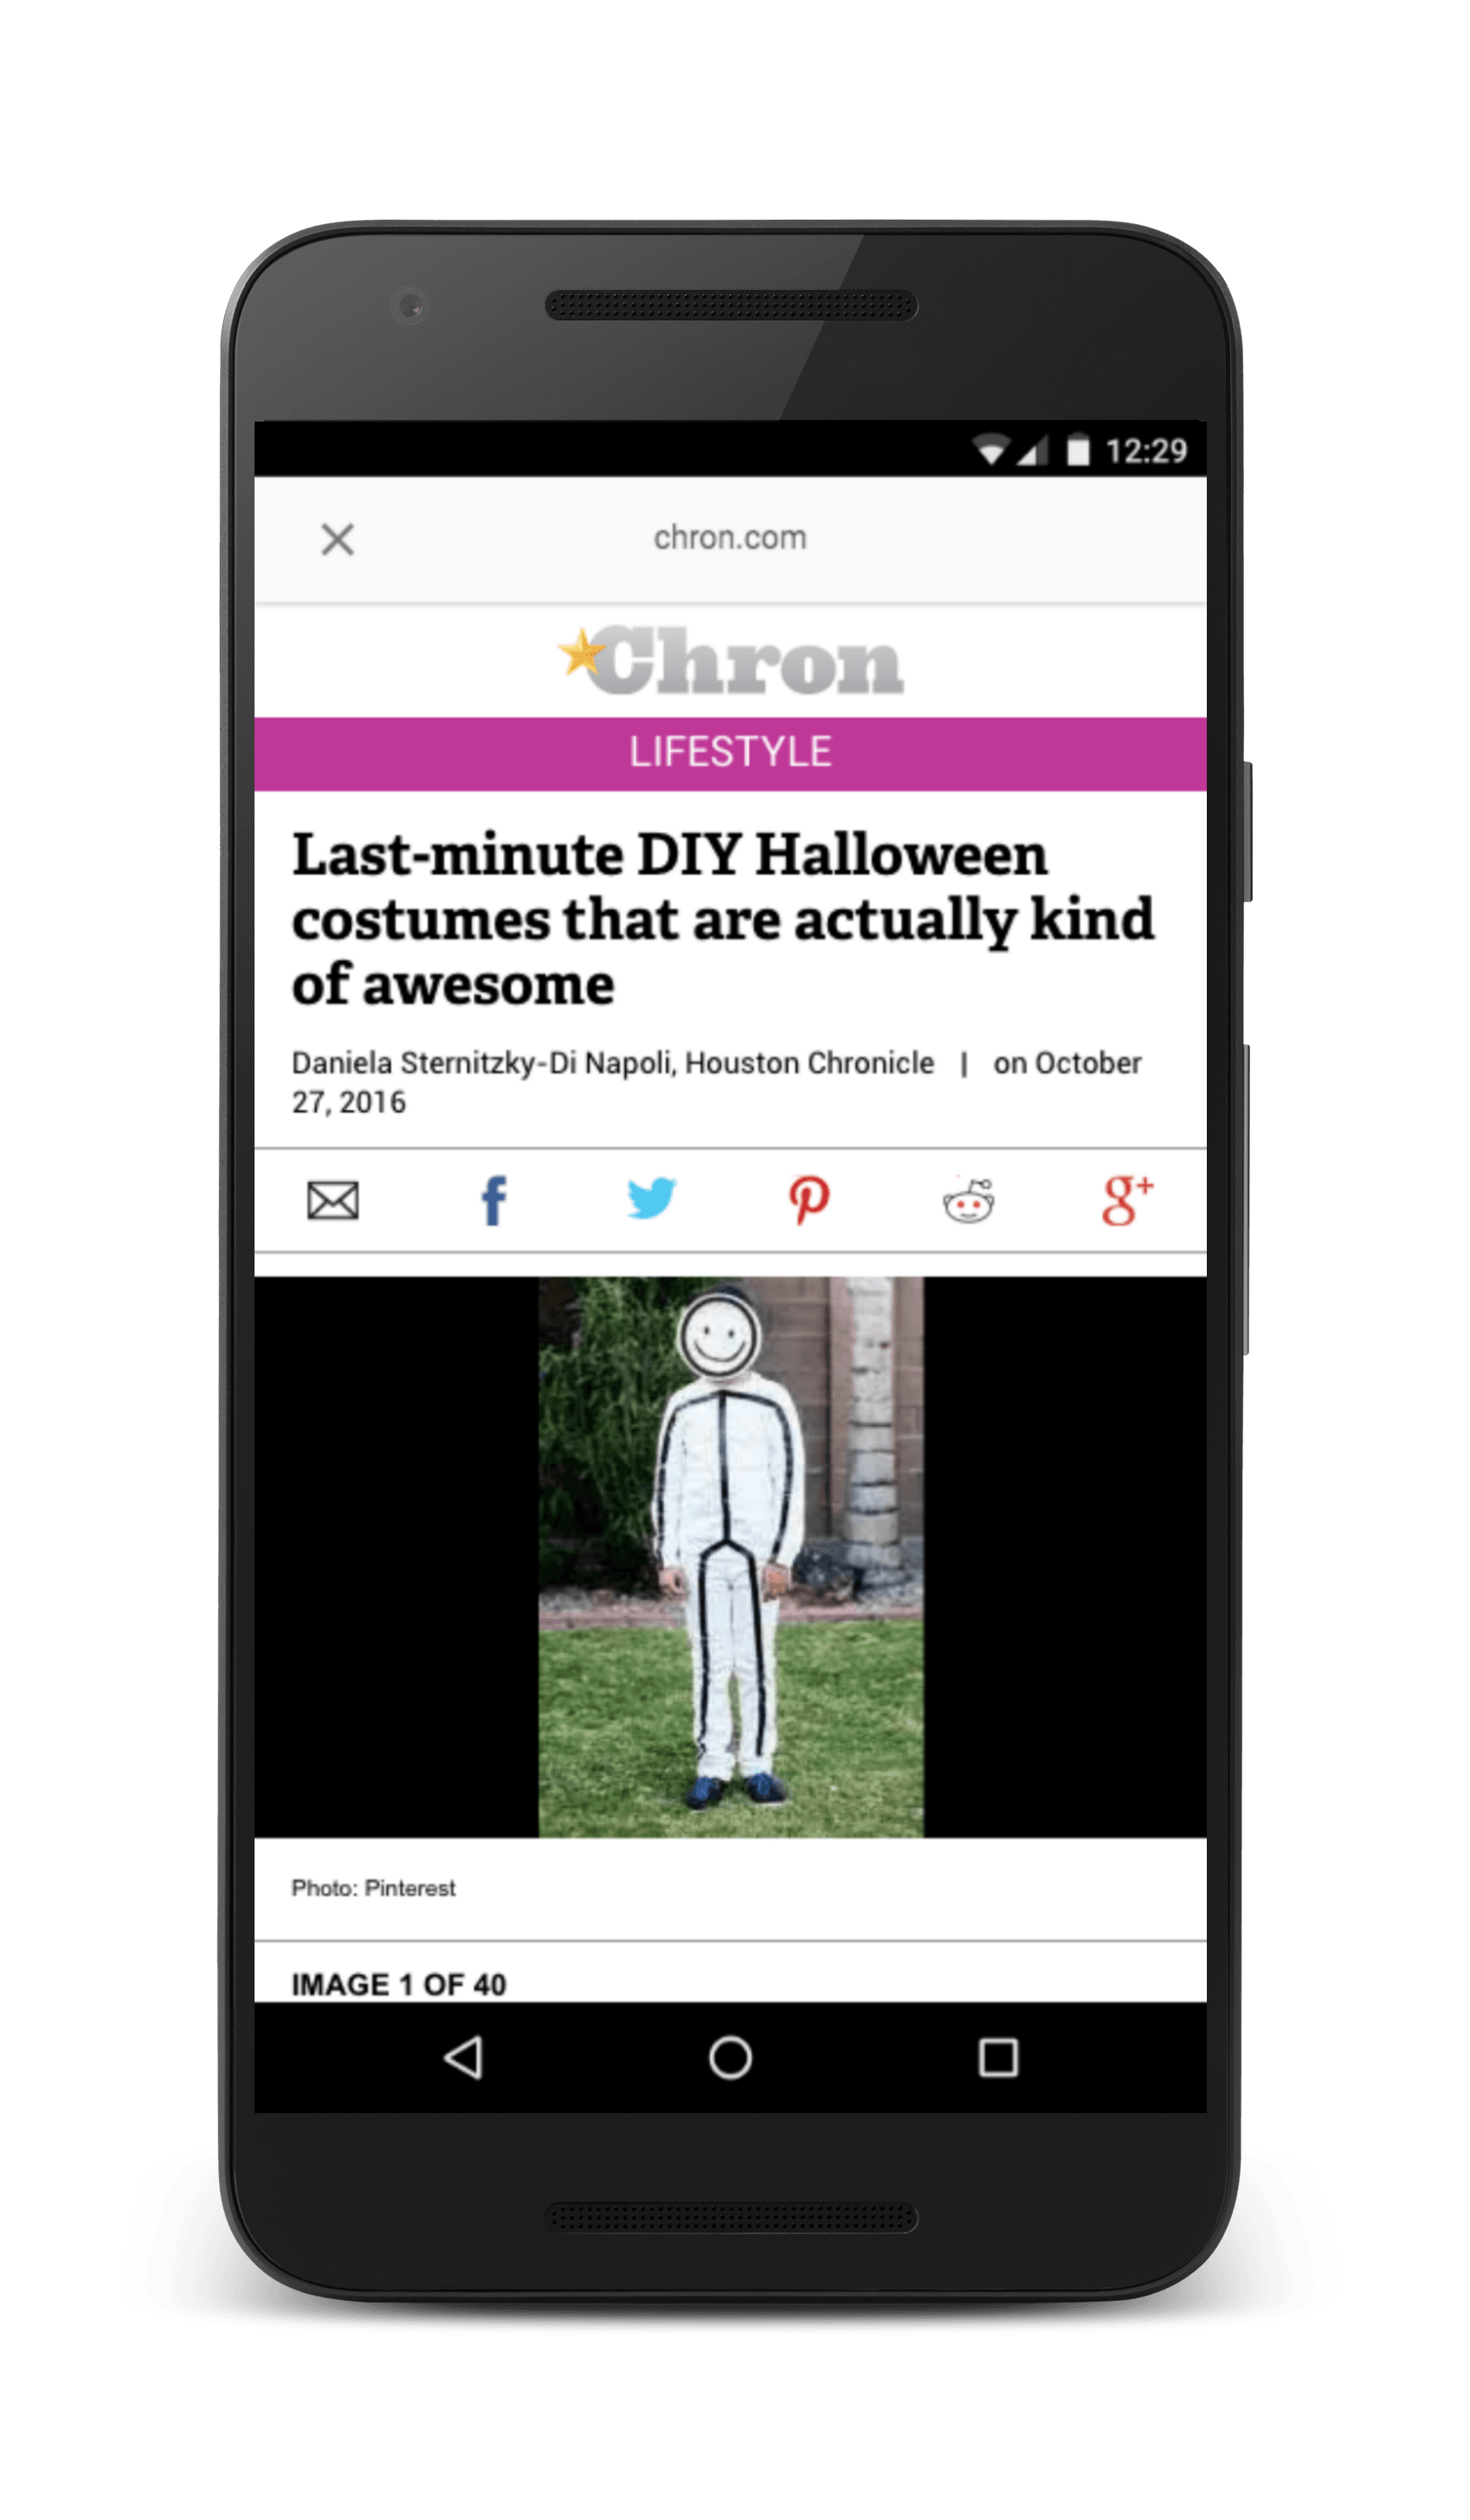 12:29
chron.com
Chron
LIFESTYLE
Last-minute DIY Halloween
costumes that are actually kind
of awesome
Daniela Sternitzky-Di Napoli, Houston Chronicle | on October
27, 2016
Photo: Pinterest
IMAGE 1 OF 40